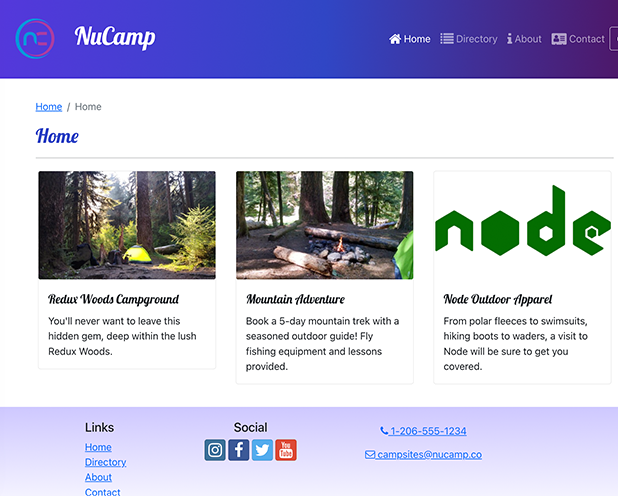 NuCamp
Home Directory About Contact
Home / Home
Home
node
Redux Woods Campground
You'll never want to leave this
hidden gem, deep within the lush
Redux Woods.
Mountain Adventure
Book a 5-day mountain trek with a
seasoned outdoor guide! Fly
fishing equipment and lessons
provided.
Node Outdoor Apparel
From polar fleeces to swimsuits,
hiking boots to waders, a visit to
Node will be sure to get you
covered.
Links
Home
Directory
About
Contact
Social
You
Tube
1-206-555-1234
campsites@nucamp.co